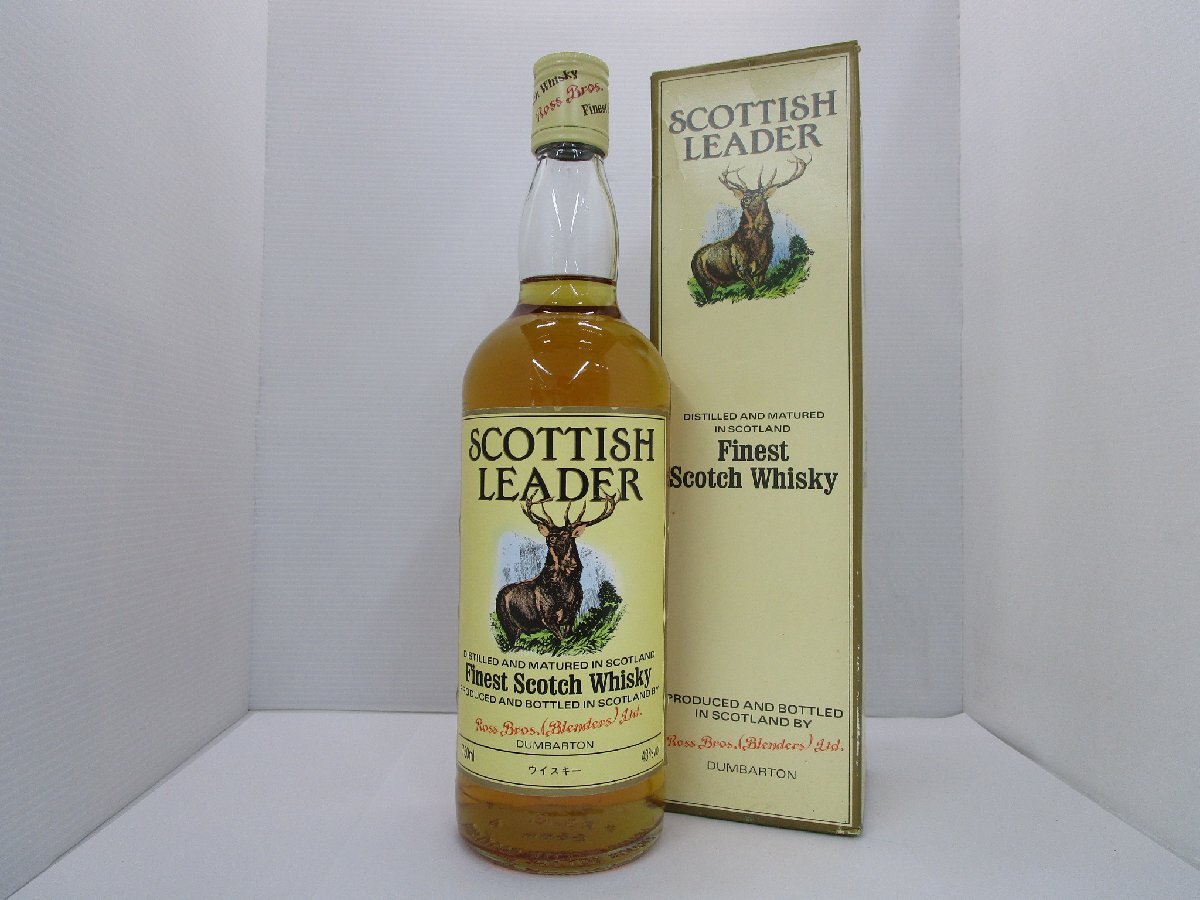 Whisky
Ross Bros.
Finest
SCOTTISH
LEADER
DISTILLED AND MATURED IN SCOTLAND
Finest Scotch Whisky
PRODUCED AND BOTTLED IN SCOTLAND BY
Ross Bros. (Blenders) Ltd.
DUMBARTON
ウイスキー
SCOTTISH
LEADER
DISTILLED AND MATURED
IN SCOTLAND
Finest
Scotch Whisky
PRODUCED AND BOTTLED
IN SCOTLAND BY
Ross Bros. (Blenders) Ltd.
DUMBARTON